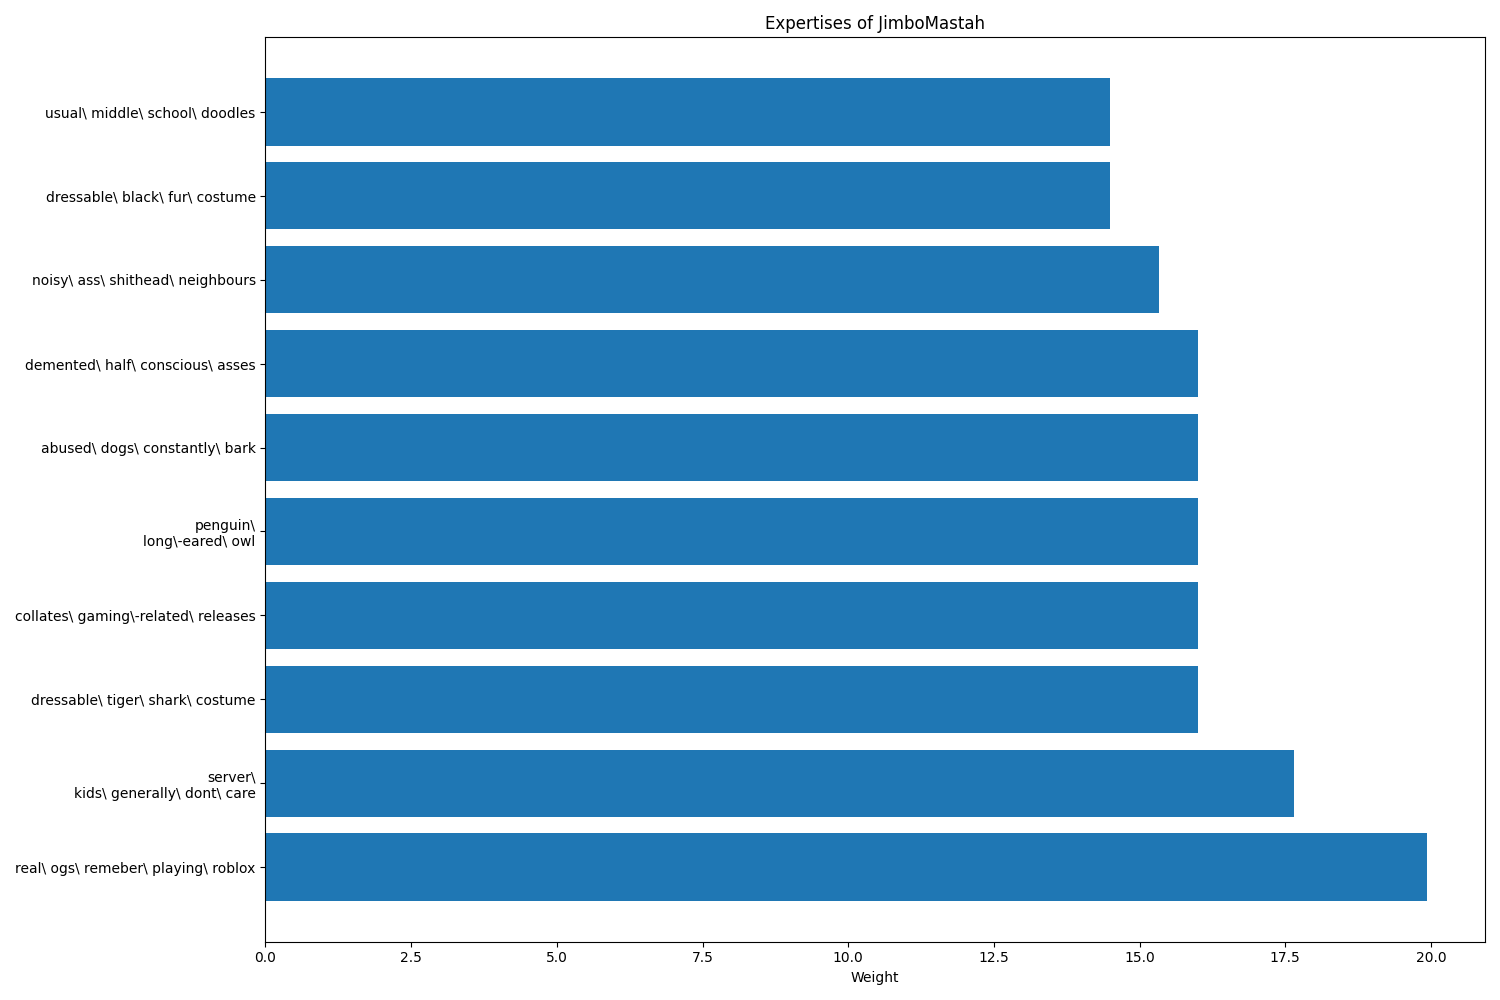 Expertises of JimboMastah
usual\ middle\ school\ doodles
dressable\ black\ fur\ costume
noisy\ ass\ shithead\ neighbours
demented\ half\ conscious\ asses
abused\ dogs\ constantly\ bark
penguin\
long\-eared\ owl
collates\ gaming\-related\ releases
dressable\ tiger\ shark\ costume
server\
kids\ generally\ dont\ care
real\ ogs\ remeber\ playing\ roblox
0.0 2.5 5.0 7.5 10.0 12.5 15.0 17.5 20.0
Weight